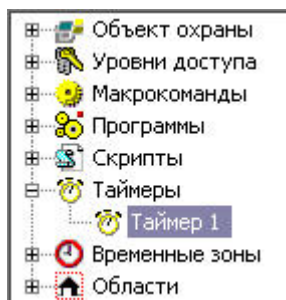 Объект охраны
Уровни доступа
Макрокоманды
Программы
Скрипты
Таймеры
Таймер 1
Временные зоны
Области